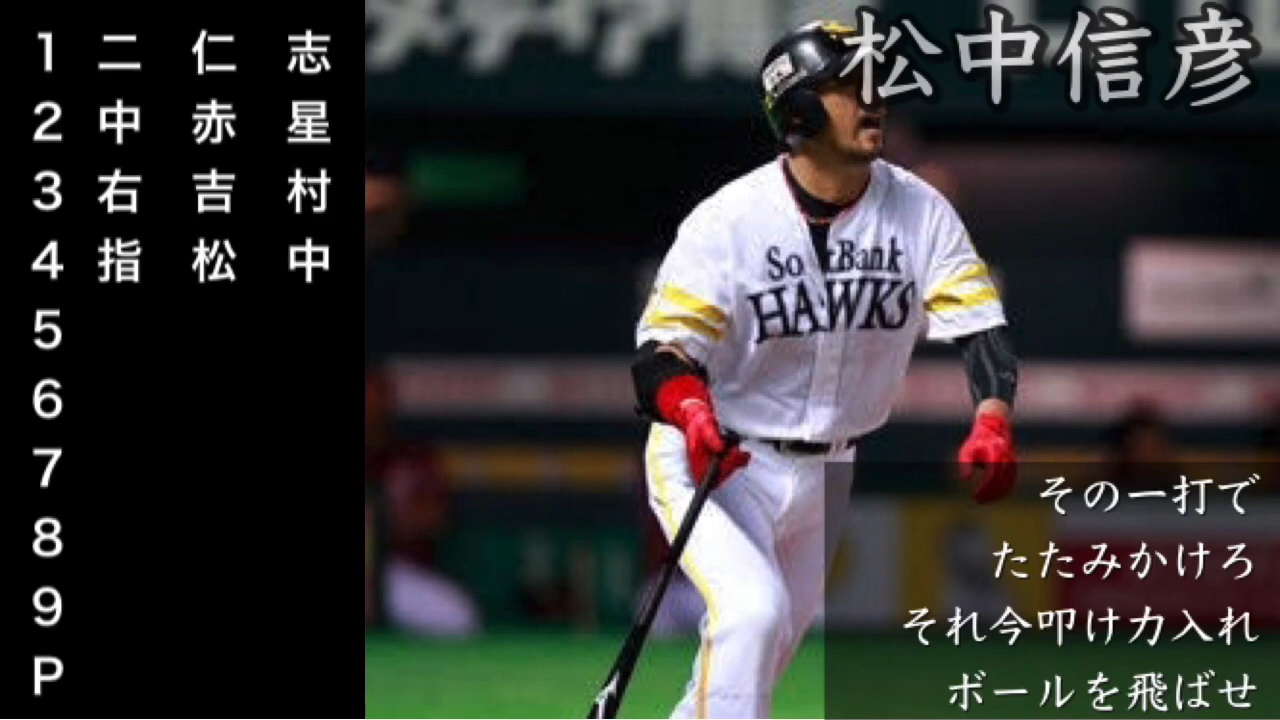 1 二 仁 志
2 中 赤 星
3 右 吉 村
4 指 松 中
5
6
7
8
9
P
松中信彦
SoftBank
HAWKS
その一打で
たたみかけろ
それ今叩け力入れ
ボールを飛ばせ